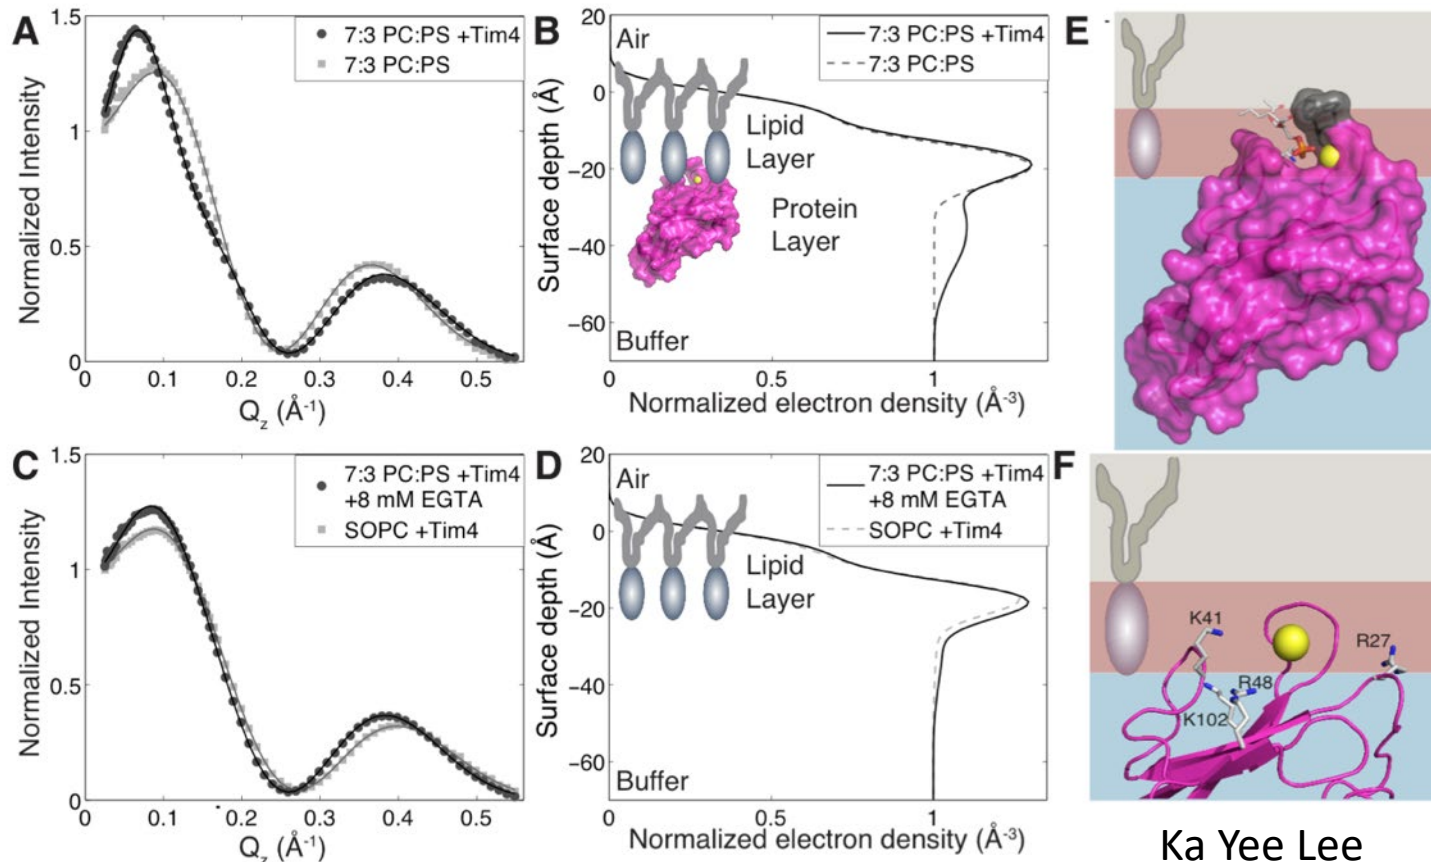 A
1.5
1
0.5
0
0
0.1
0.2
0.3
0.4
0.5
Normalized Intensity
Qz (Å-1)
7:3 PC:PS +Tim4
7:3 PC:PS
B
20
0
−20
−40
−60
0
0.5
1
Surface depth (Å)
Normalized electron density (Å-3)
Air
Lipid
Layer
Protein
Layer
Buffer
7:3 PC:PS +Tim4
7:3 PC:PS
E
C
1.5
1
0.5
0
0
0.1
0.2
0.3
0.4
0.5
Normalized Intensity
Qz (Å-1)
7:3 PC:PS +Tim4
+8 mM EGTA
SOPC +Tim4
D
20
0
−20
−40
−60
0
0.5
1
Surface depth (Å)
Normalized electron density (Å-3)
Air
Lipid
Layer
Buffer
7:3 PC:PS +Tim4
+8 mM EGTA
SOPC +Tim4
F
K41
R27
R48
K102
Ka Yee Lee